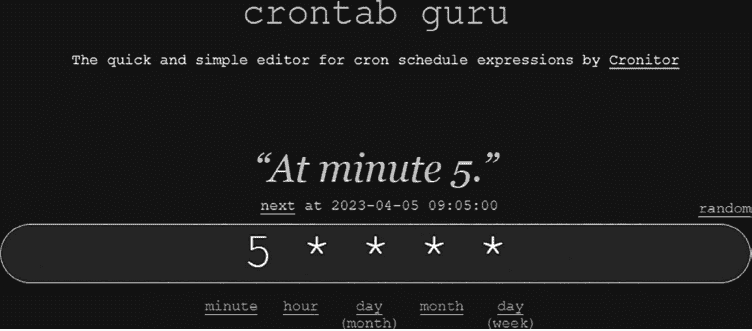 crontab guru
The quick and simple editor for cron schedule expressions by Cronitor
“At minute 5.”
next at 2023-04-05 09:05:00
random
5 * * * *
minute hour day month day
(month) (week)